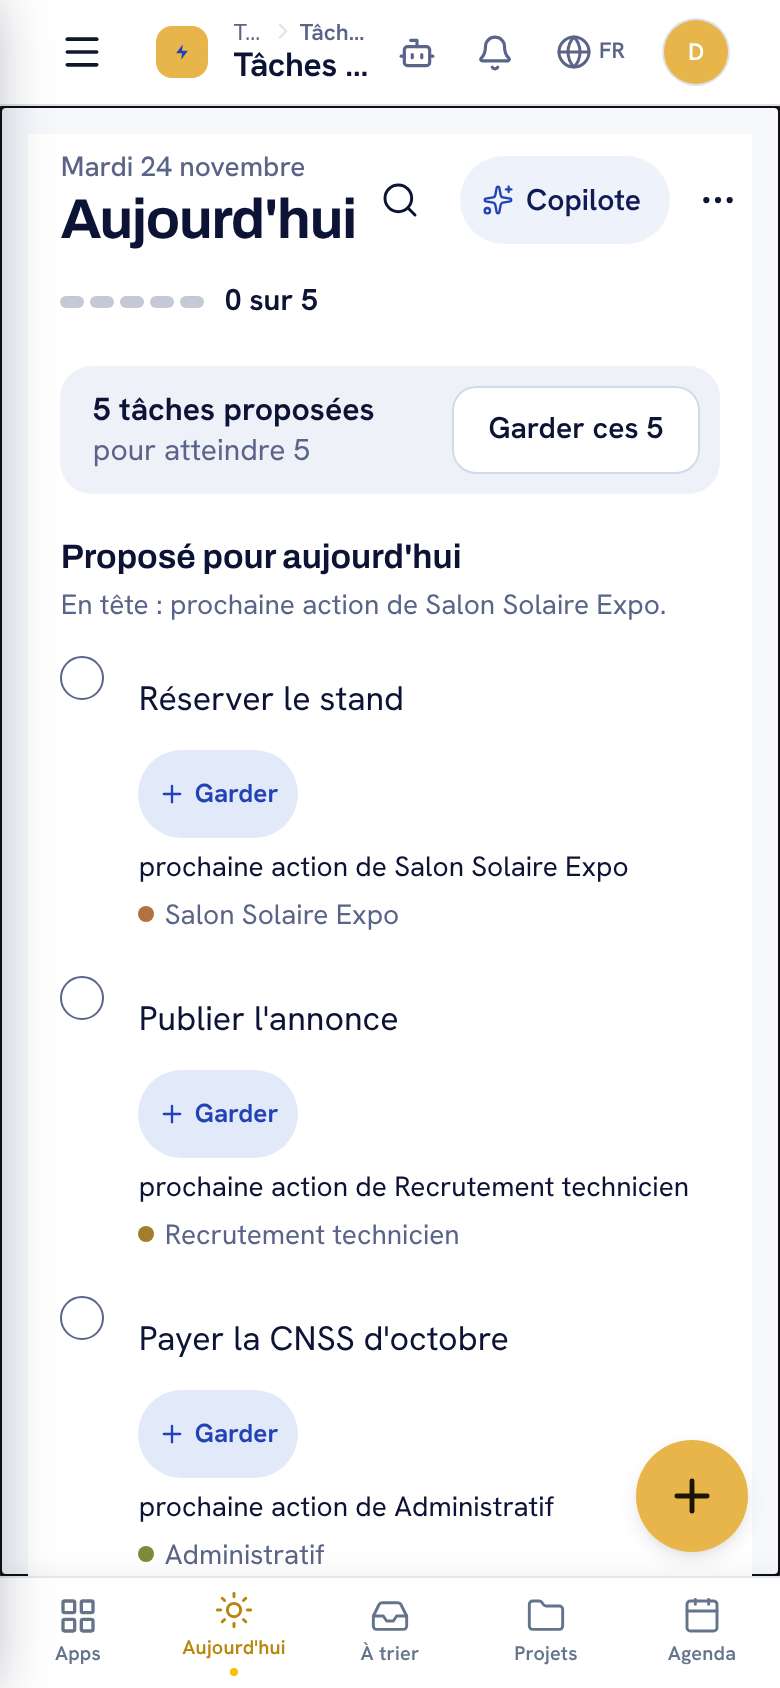 T... > Tâch...
Tâches ...
FR
D
Mardi 24 novembre
Aujourd'hui
Copilote
0 sur 5
5 tâches proposées
pour atteindre 5
Garder ces 5
Proposé pour aujourd'hui
En tête : prochaine action de Salon Solaire Expo.
Réserver le stand
+ Garder
prochaine action de Salon Solaire Expo
Salon Solaire Expo
Publier l'annonce
+ Garder
prochaine action de Recrutement technicien
Recrutement technicien
Payer la CNSS d'octobre
+ Garder
prochaine action de Administratif
Administratif
Apps
Aujourd'hui
À trier
Projets
Agenda